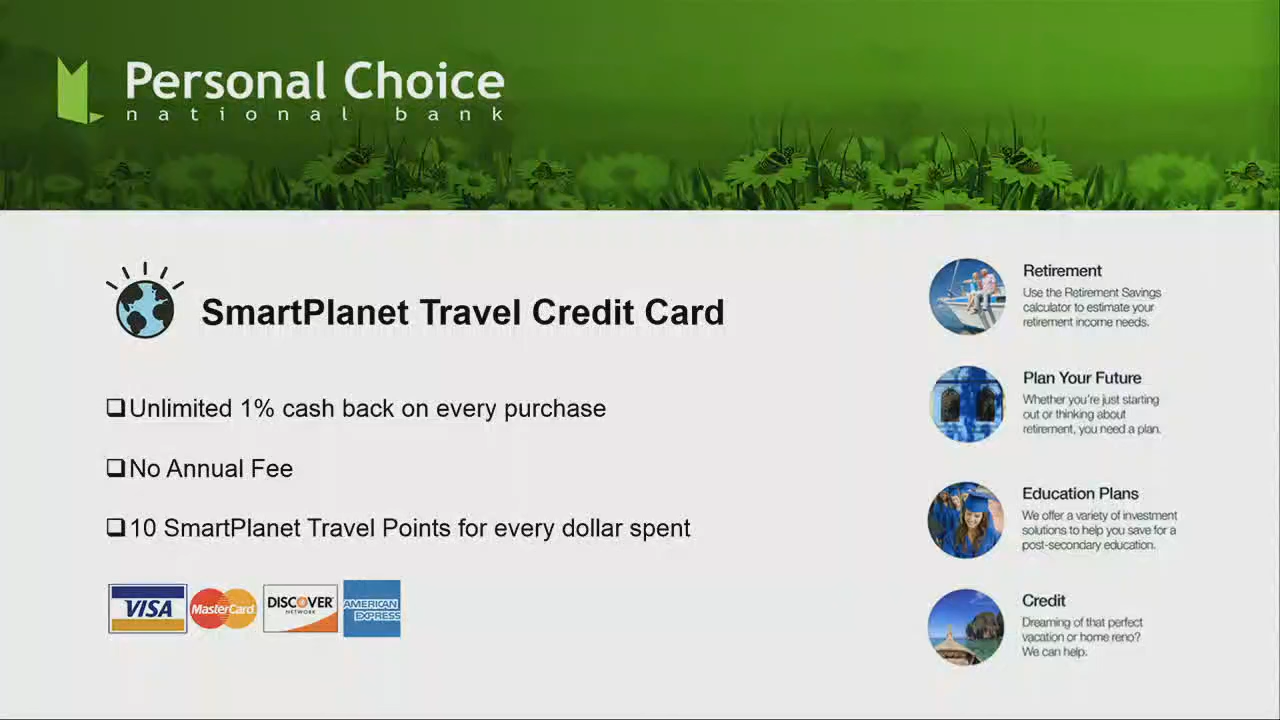 Personal Choice
national bank
SmartPlanet Travel Credit Card
Unlimited 1% cash back on every purchase
No Annual Fee
10 SmartPlanet Travel Points for every dollar spent
VISA
MasterCard
DISCOVER
NETWORK
AMERICAN
EXPRESS
Retirement
Use the Retirement Savings
calculator to estimate your
retirement income needs.
Plan Your Future
Whether you're just starting
out or thinking about
retirement, you need a plan.
Education Plans
We offer a variety of investment
solutions to help you save for a
post-secondary education.
Credit
Dreaming of that perfect
vacation or home reno?
We can help.